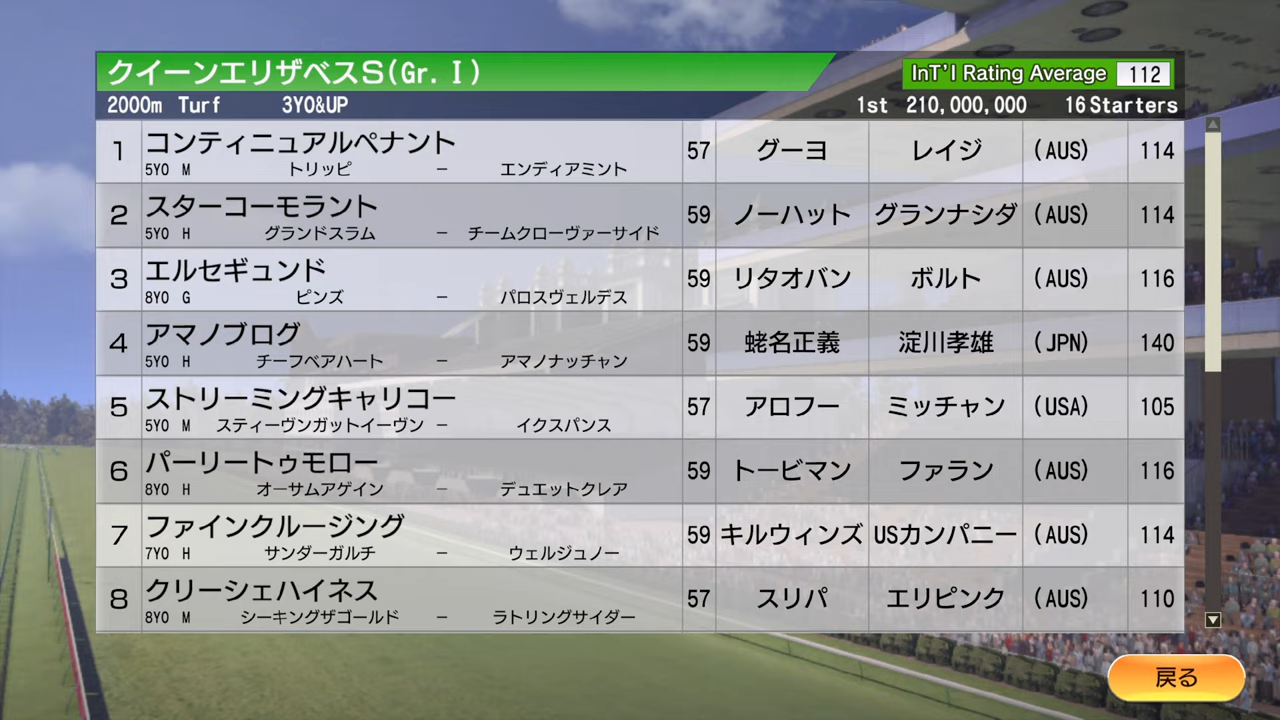 クイーンエリザベスS(Gr.Ⅰ)
InT'l Rating Average 112
2000m Turf 3YO&UP 1st 210,000,000 16Starters
1 コンティニュアルペナント 57 グーヨ レイジ (AUS) 114
5YO M トリッピ − エンディアミント
2 スターコーモラント 59 ノーハット グランナシダ (AUS) 114
5YO H グランドスラム − チームクローヴァーサイド
3 エルセギュンド 59 リタオバン ボルト (AUS) 116
8YO G ピンズ − パロスヴェルデス
4 アマノブログ 59 蛯名正義 淀川孝雄 (JPN) 140
5YO H チーフベアハート − アマノナッチャン
5 ストリーミングキャリコー 57 アロフー ミッチャン (USA) 105
5YO M スティーヴンガットイーヴン − イクスパンス
6 パーリートゥモロー 59 トービマン ファラン (AUS) 116
8YO H オーサムアゲイン − デュエットクレア
7 ファインクルージング 59 キルウィンズ USカンパニー (AUS) 114
7YO H サンダーガルチ − ウェルジュノー
8 クリーシェハイネス 57 スリパ エリピンク (AUS) 110
8YO M シーキングザゴールド − ラトリングサイダー
戻る